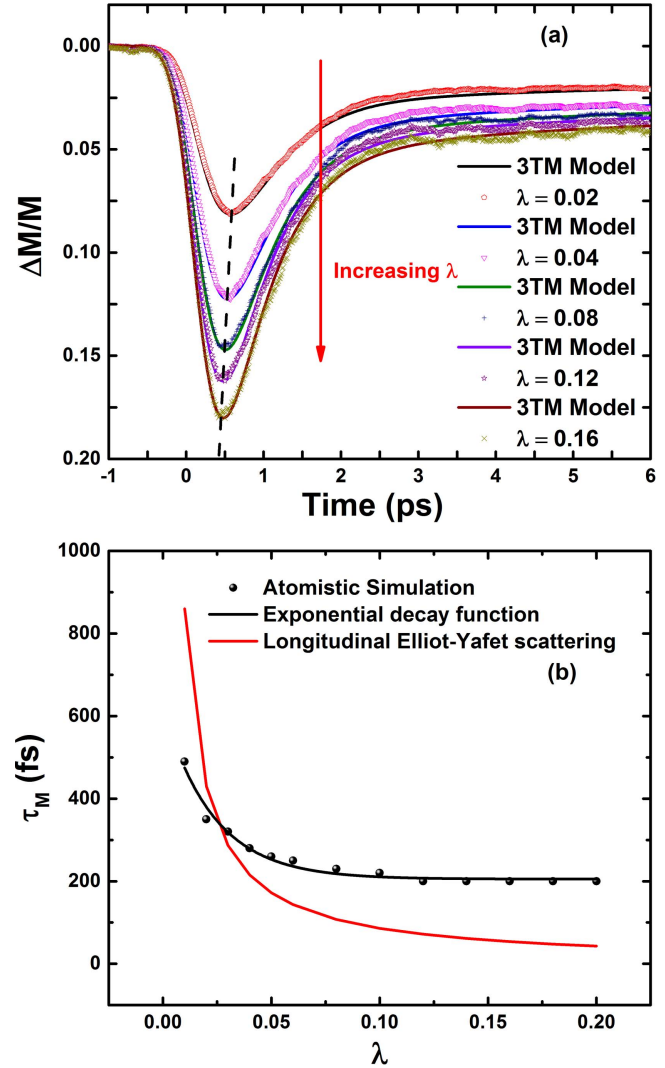 (a)
0.00
0.05
0.10
0.15
0.20
ΔM/M
3TM Model
λ = 0.02
3TM Model
λ = 0.04
3TM Model
λ = 0.08
3TM Model
λ = 0.12
3TM Model
λ = 0.16
Increasing λ
-1 0 1 2 3 4 5 6
Time (ps)
1000
800
600
400
200
0
τM (fs)
Atomistic Simulation
Exponential decay function
Longitudinal Elliot-Yafet scattering
(b)
0.00 0.05 0.10 0.15 0.20
λ